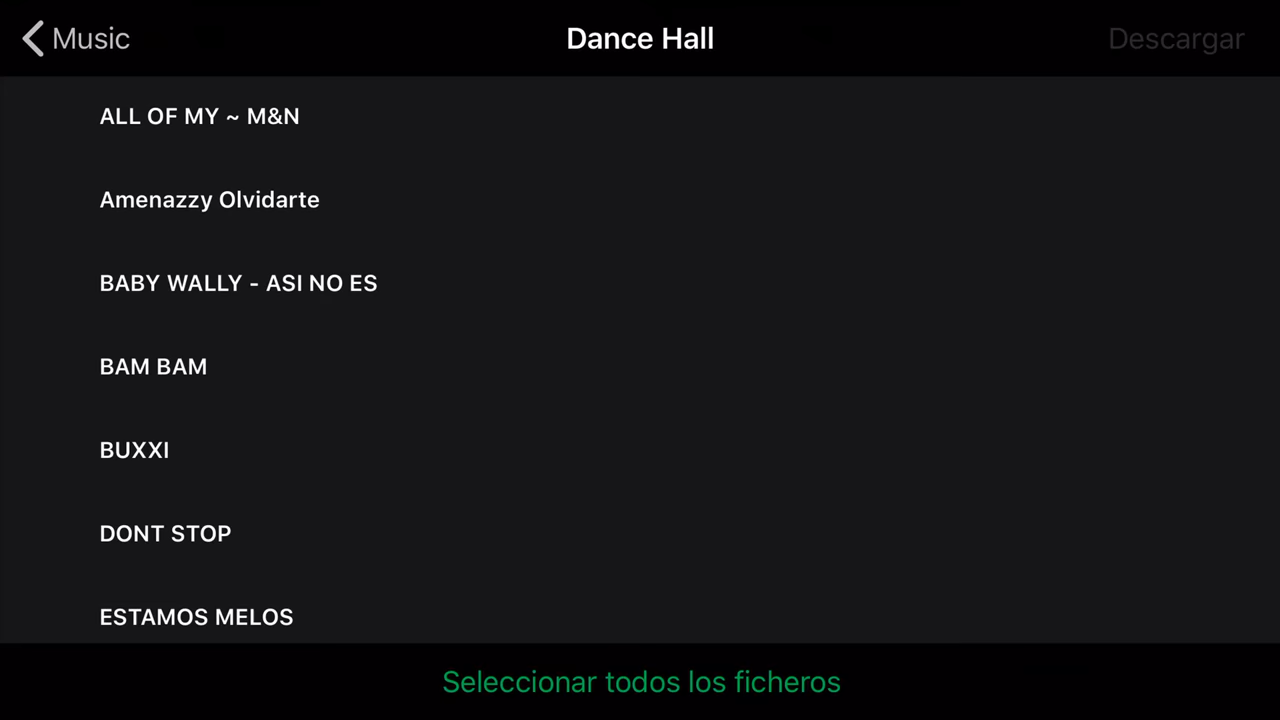 Music
Dance Hall
Descargar
ALL OF MY ~ M&N
Amenazzy Olvidarte
BABY WALLY - ASI NO ES
BAM BAM
BUXXI
DONT STOP
ESTAMOS MELOS
Seleccionar todos los ficheros